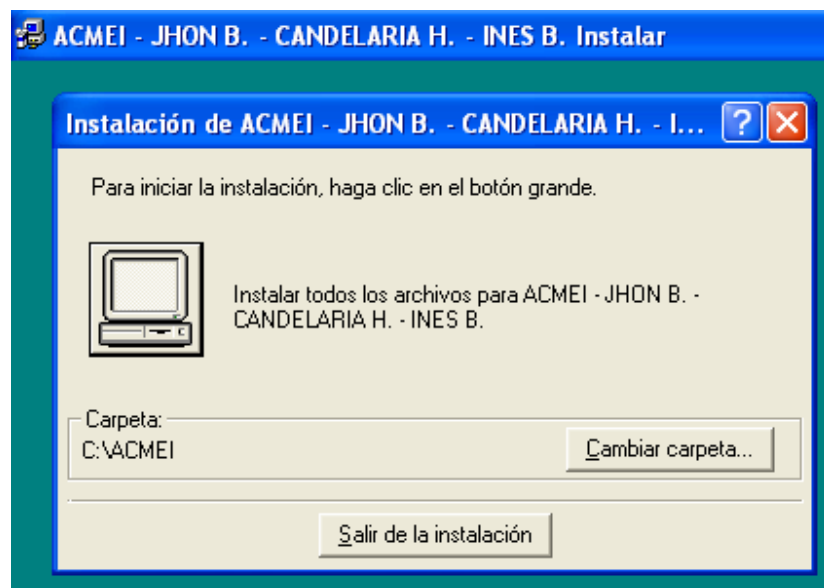 ACMEI - JHON B. - CANDELARIA H. - INES B. Instalar
Instalación de ACMEI - JHON B. - CANDELARIA H. - I...
Para iniciar la instalación, haga clic en el botón grande.
Instalar todos los archivos para ACMEI - JHON B. -
CANDELARIA H. - INES B.
Carpeta:
C:\ACMEI
Cambiar carpeta...
Salir de la instalación